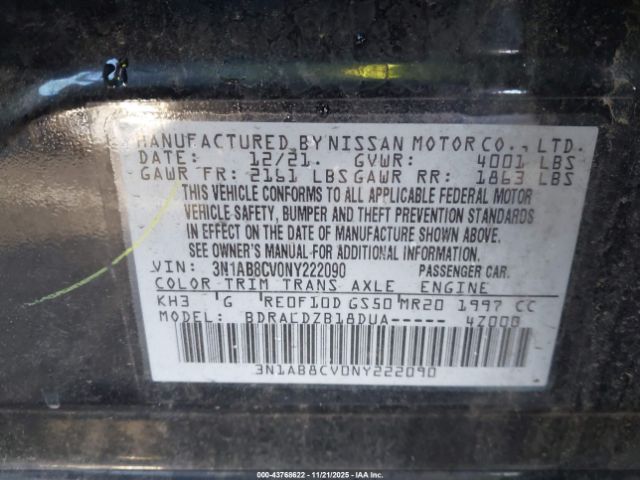 MANUFACTURED BY NISSAN MOTOR CO., LTD.
DATE: 12/21. GVWR: 4001 LBS
GAWR FR: 2161 LBS GAWR RR: 1863 LBS
THIS VEHICLE CONFORMS TO ALL APPLICABLE FEDERAL MOTOR
VEHICLE SAFETY, BUMPER AND THEFT PREVENTION STANDARDS
IN EFFECT ON THE DATE OF MANUFACTURE SHOWN ABOVE.
SEE OWNER'S MANUAL FOR ADDITIONAL INFORMATION.
VIN: 3N1AB8CV0NY222090 PASSENGER CAR.
COLOR TRIM TRANS AXLE ENGINE
KH3 G RE0F10D GS50 MR20 1997 CC
MODEL: BDRALDZB18DUA----- 4Z008
3N1AB8CV0NY222090
000-43768622 - 11/21/2025 - IAAI, Inc.